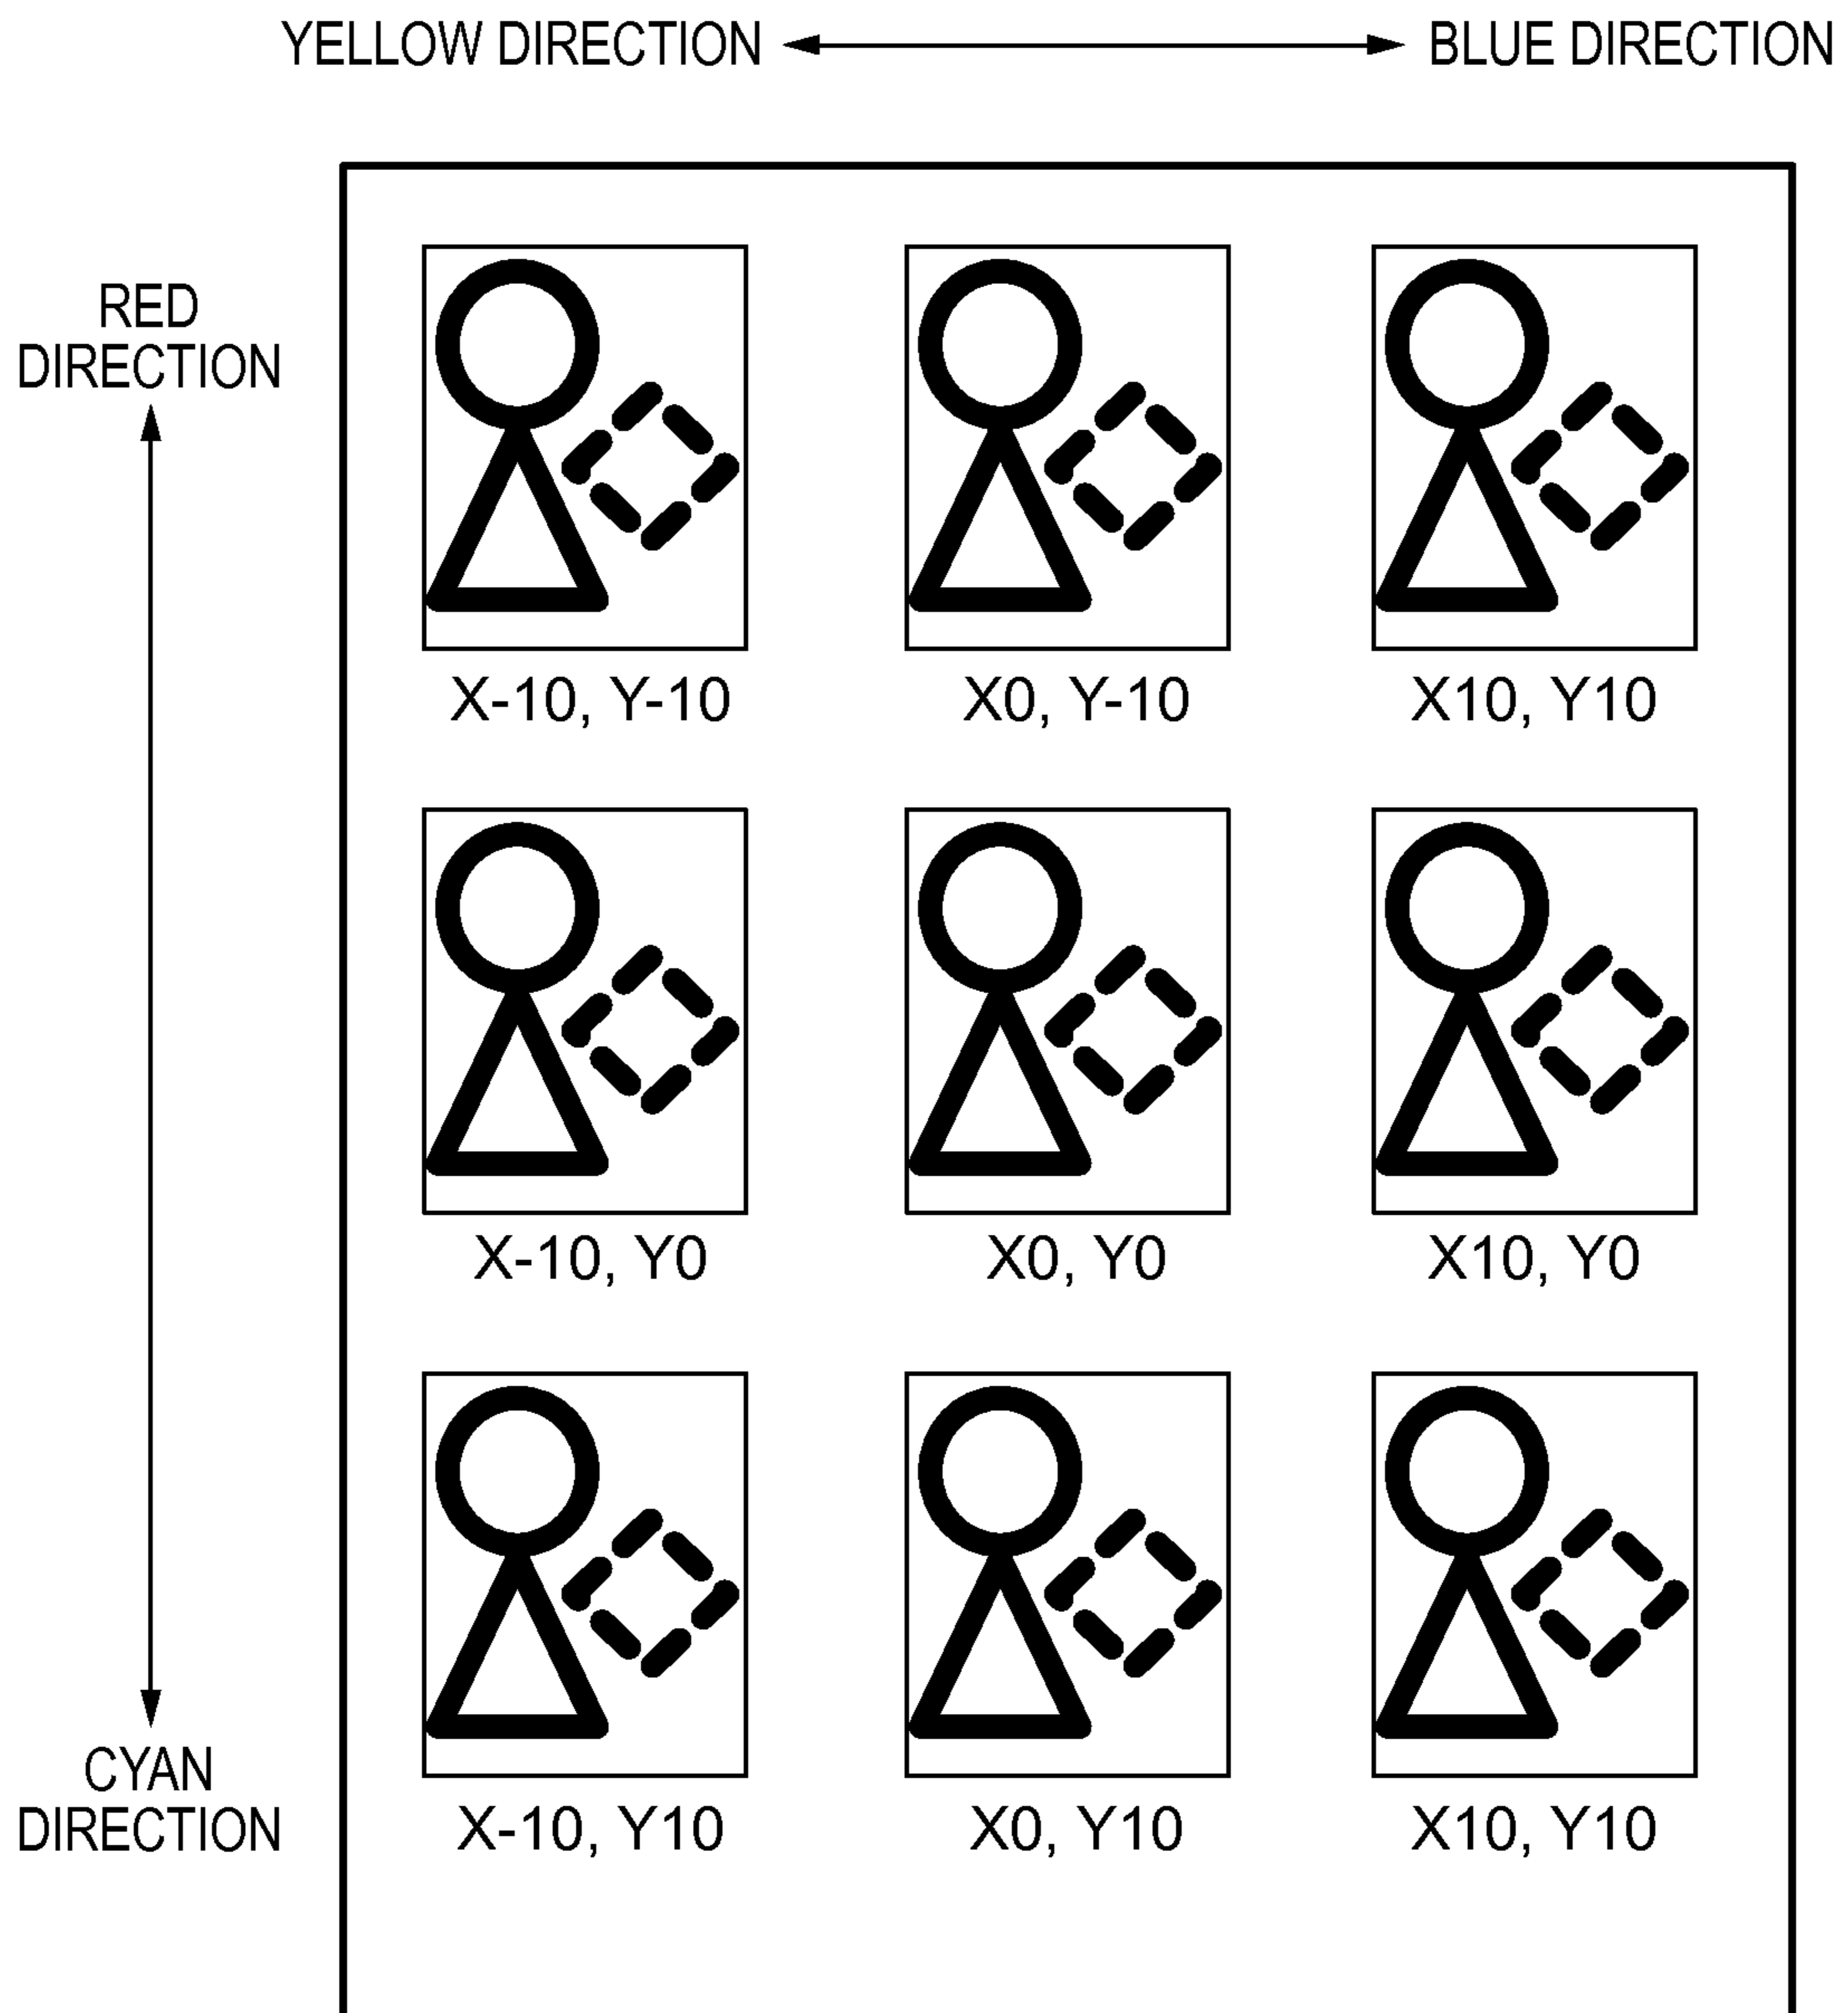 YELLOW DIRECTION
BLUE DIRECTION
RED
DIRECTION
X-10, Y-10
X0, Y-10
X10, Y10
X-10, Y0
X0, Y0
X10, Y0
CYAN
DIRECTION
X-10, Y10
X0, Y10
X10, Y10